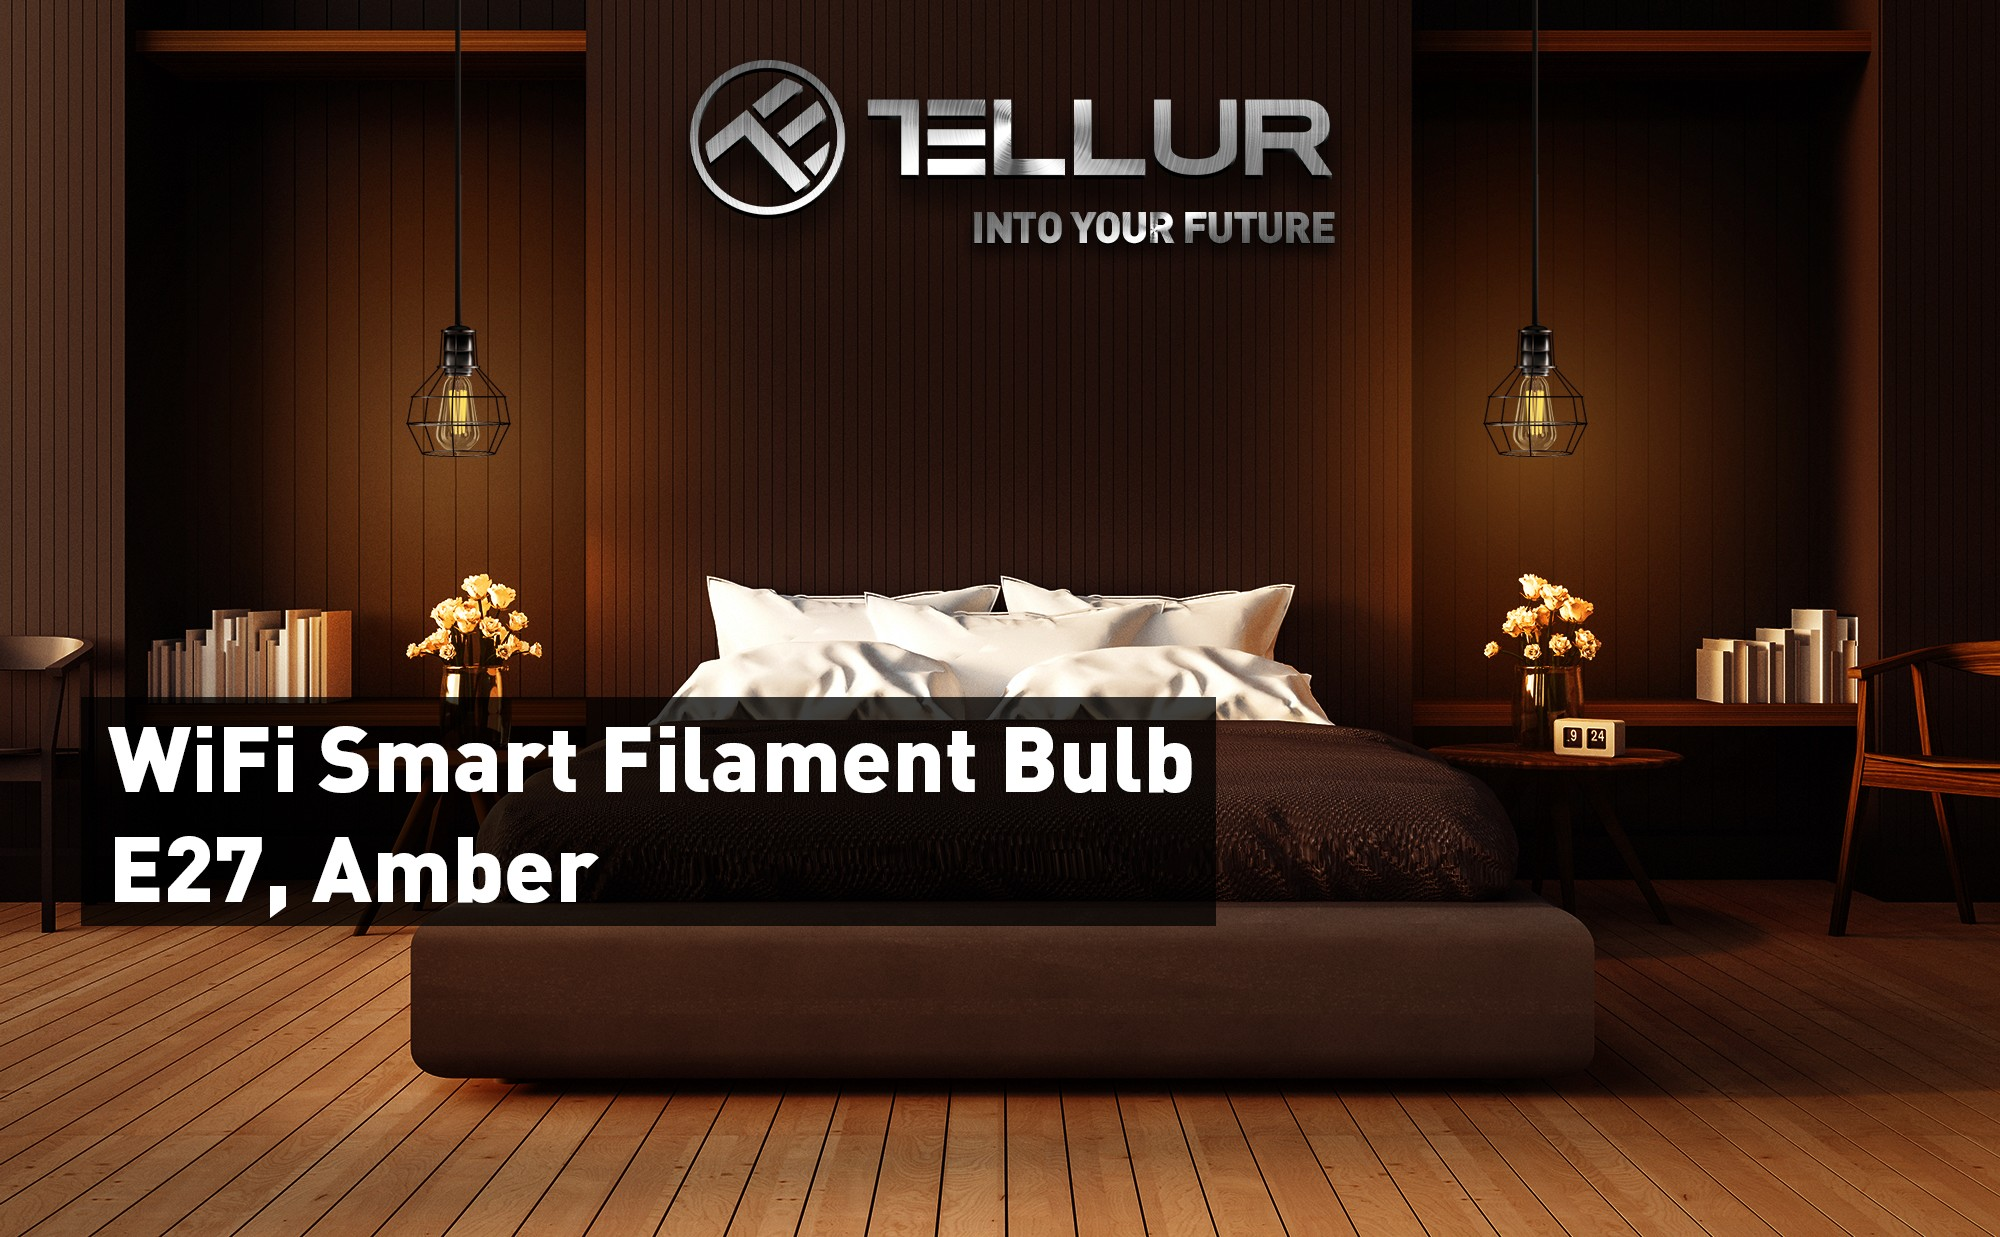 TELLUR
INTO YOUR FUTURE
9 24
WiFi Smart Filament Bulb
E27, Amber